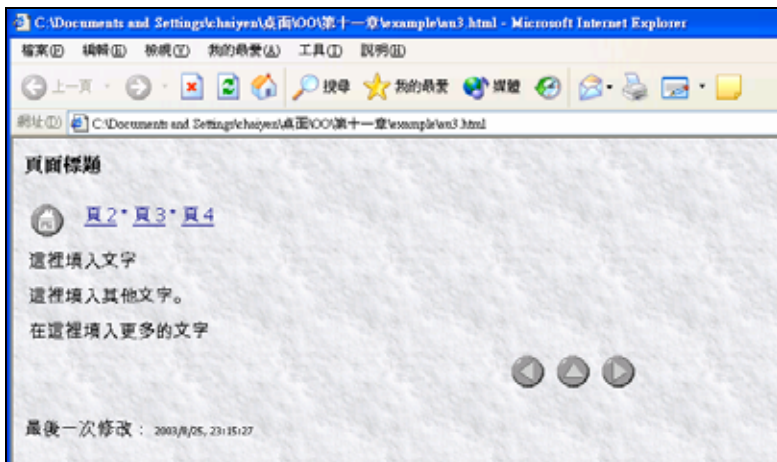 C:\Documents and Settings\chaiyen\桌面\OO\第十一章\example\wn3.html - Microsoft Internet Explorer
檔案(F) 編輯(E) 檢視(V) 我的最愛(A) 工具(T) 說明(H)
上一頁 搜尋 我的最愛 媒體
網址(D) C:\Documents and Settings\chaiyen\桌面\OO\第十一章\example\wn3.html
頁面標題
頁2 * 頁3 * 頁4
這裡填入文字
這裡填入其他文字。
在這裡填入更多的文字
最後一次修改： 2003/8/25, 23:15:27